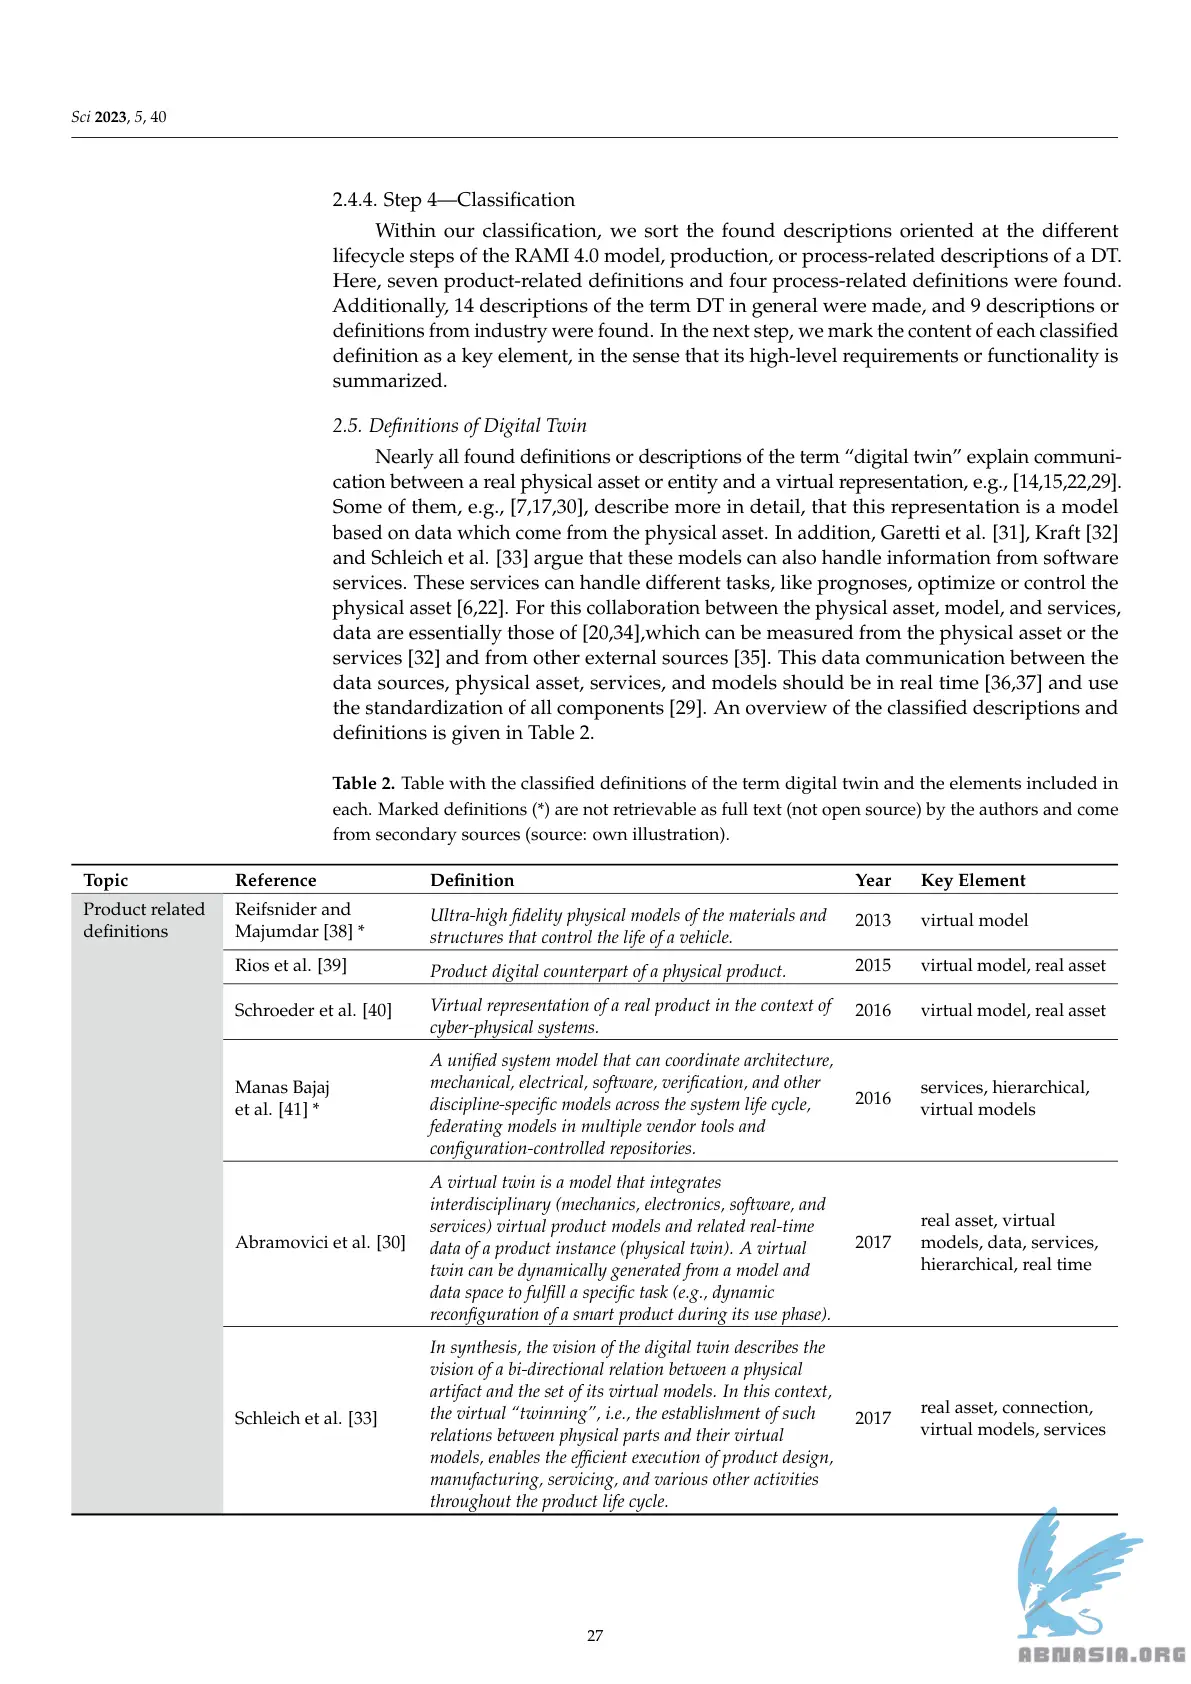 Sci 2023, 5, 40
2.4.4. Step 4—Classification
Within our classification, we sort the found descriptions oriented at the different
lifecycle steps of the RAMI 4.0 model, production, or process-related descriptions of a DT.
Here, seven product-related definitions and four process-related definitions were found.
Additionally, 14 descriptions of the term DT in general were made, and 9 descriptions or
definitions from industry were found. In the next step, we mark the content of each classified
definition as a key element, in the sense that its high-level requirements or functionality is
summarized.
2.5. Definitions of Digital Twin
Nearly all found definitions or descriptions of the term “digital twin” explain communi-
cation between a real physical asset or entity and a virtual representation, e.g., [14,15,22,29].
Some of them, e.g., [7,17,30], describe more in detail, that this representation is a model
based on data which come from the physical asset. In addition, Garetti et al. [31], Kraft [32]
and Schleich et al. [33] argue that these models can also handle information from software
services. These services can handle different tasks, like prognoses, optimize or control the
physical asset [6,22]. For this collaboration between the physical asset, model, and services,
data are essentially those of [20,34],which can be measured from the physical asset or the
services [32] and from other external sources [35]. This data communication between the
data sources, physical asset, services, and models should be in real time [36,37] and use
the standardization of all components [29]. An overview of the classified descriptions and
definitions is given in Table 2.
Table 2. Table with the classified definitions of the term digital twin and the elements included in
each. Marked definitions (*) are not retrievable as full text (not open source) by the authors and come
from secondary sources (source: own illustration).
Topic Reference Definition Year Key Element
Product related
definitions
Reifsnider and
Majumdar [38] *
Ultra-high fidelity physical models of the materials and
structures that control the life of a vehicle.
2013
virtual model
Rios et al. [39]
Product digital counterpart of a physical product.
2015
virtual model, real asset
Schroeder et al. [40]
Virtual representation of a real product in the context of
cyber-physical systems.
2016
virtual model, real asset
Manas Bajaj
et al. [41] *
A unified system model that can coordinate architecture,
mechanical, electrical, software, verification, and other
discipline-specific models across the system life cycle,
federating models in multiple vendor tools and
configuration-controlled repositories.
2016
services, hierarchical,
virtual models
Abramovici et al. [30]
A virtual twin is a model that integrates
interdisciplinary (mechanics, electronics, software, and
services) virtual product models and related real-time
data of a product instance (physical twin). A virtual
twin can be dynamically generated from a model and
data space to fulfill a specific task (e.g., dynamic
reconfiguration of a smart product during its use phase).
2017
real asset, virtual
models, data, services,
hierarchical, real time
Schleich et al. [33]
In synthesis, the vision of the digital twin describes the
vision of a bi-directional relation between a physical
artifact and the set of its virtual models. In this context,
the virtual “twinning”, i.e., the establishment of such
relations between physical parts and their virtual
models, enables the efficient execution of product design,
manufacturing, servicing, and various other activities
throughout the product life cycle.
2017
real asset, connection,
virtual models, services
27
ABNASIA.ORG